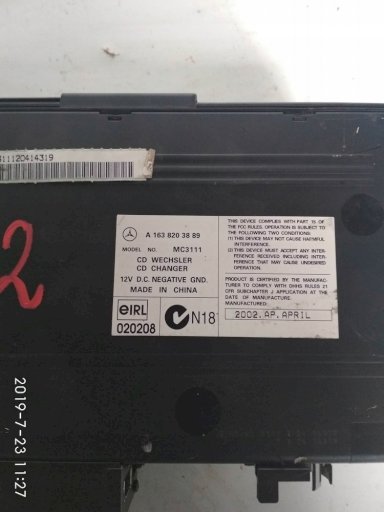 3111120414319
2
A 163 820 38 89
MODEL NO. MC3111
CD WECHSLER
CD CHANGER
12V D.C. NEGATIVE GND.
MADE IN CHINA
eIRL
020208
N18
THIS DEVICE COMPLIES WITH PART 15 OF
THE FCC RULES. OPERATION IS SUBJECT TO
THE FOLLOWING TWO CONDITIONS:
(1) THIS DEVICE MAY NOT CAUSE HARMFUL
INTERFERENCE.
(2) THIS DEVICE MUST ACCEPT ANY INTER-
FERENCE RECEIVED INCLUDING INTER-
FERENCE THAT MAY CAUSE UNDESIRED
OPERATION.
PRODUCT IS CERTIFIED BY THE MANUFAC-
TURER TO COMPLY WITH DHHS RULES 21
CFR SUBCHAPTER J APPLICATION AT THE
DATE OF MANUFACTURE.
MANUFACTURED:
2002.AP.APRIL
2019-7-23 11:27